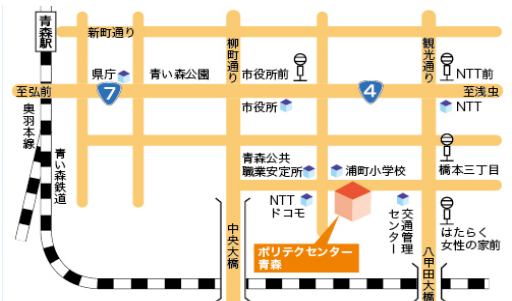 青森駅
新町通り
柳町通り
観光通り
県庁
青い森公園
市役所前
NTT前
至弘前
7
4
至浅虫
市役所
NTT
奥羽本線
青い森鉄道
青森公共
職業安定所
浦町小学校
橋本三丁目
NTT
ドコモ
交通管理
センター
はたらく
女性の家前
ポリテクセンター
青森
中央大橋
八甲田大橋